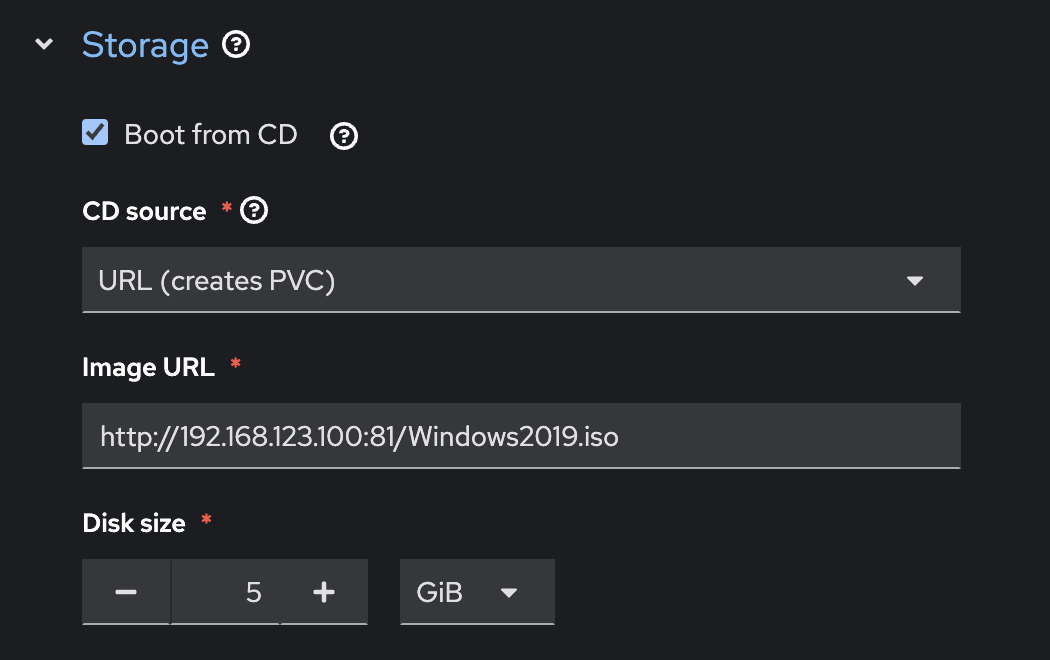 Storage
Boot from CD
CD source *
URL (creates PVC)
Image URL *
http://192.168.123.100:81/Windows2019.iso
Disk size *
5 GiB